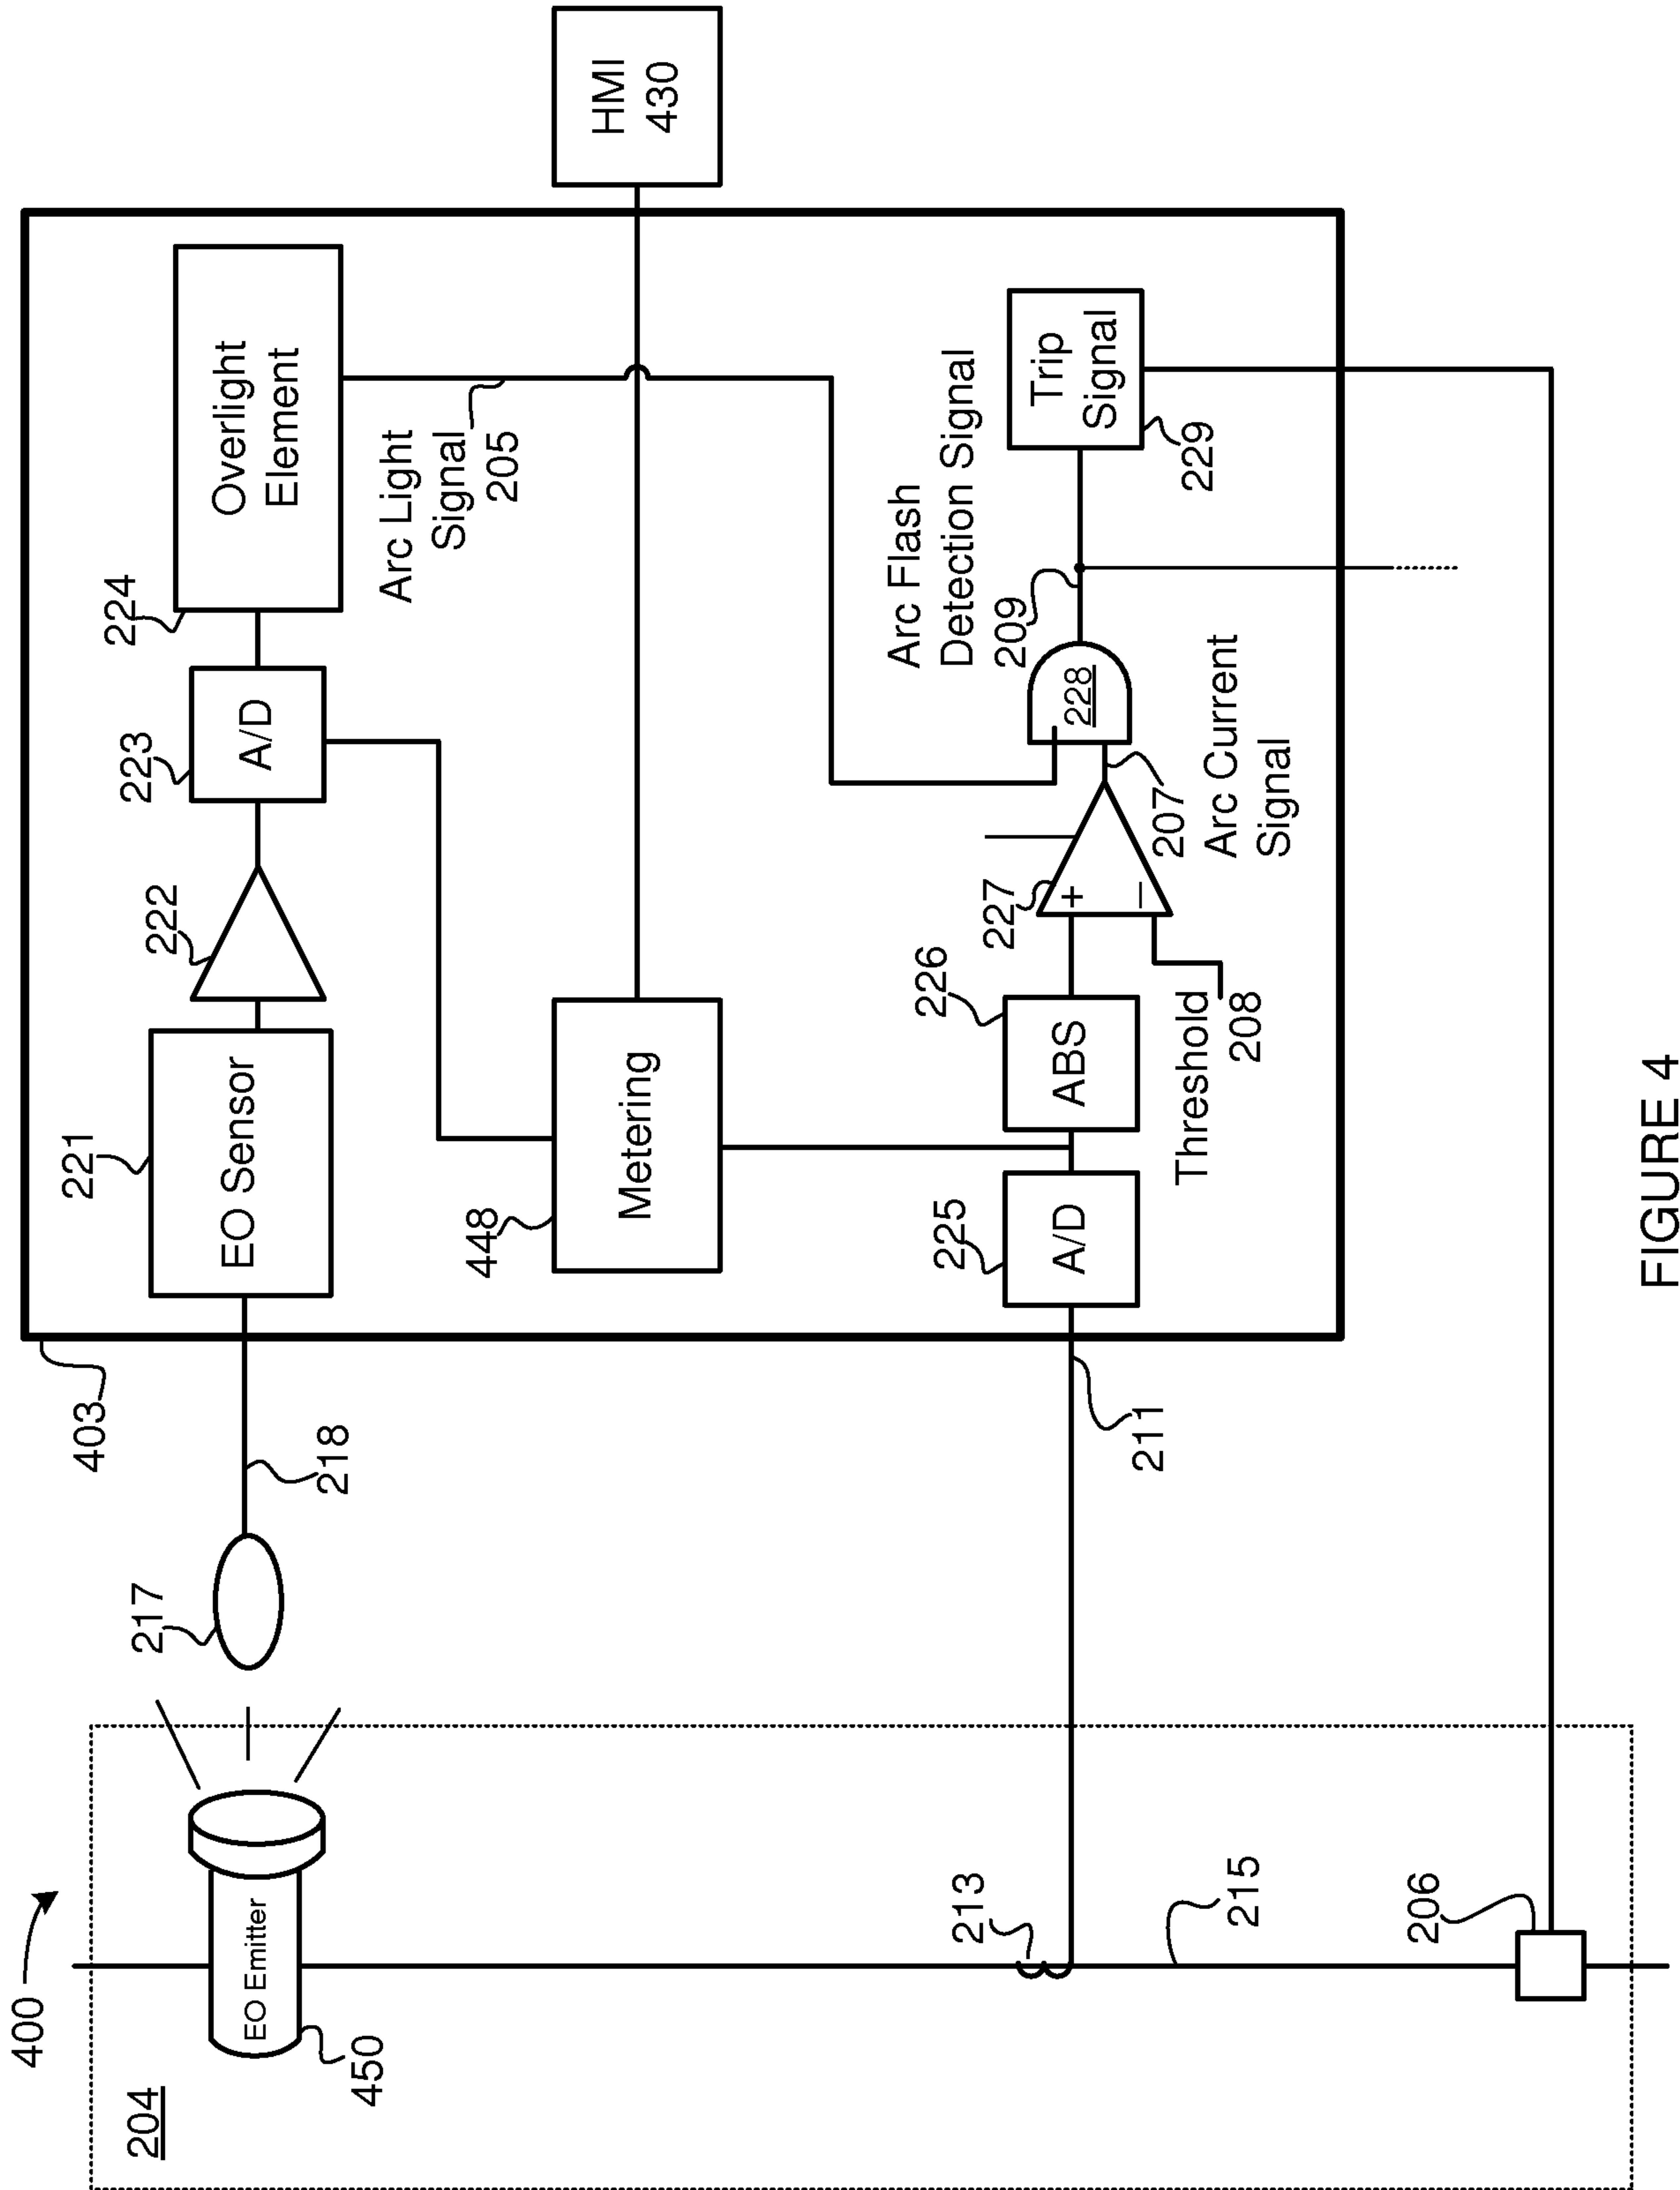 400
204
EO Emitter
450
217
218
403
221
EO Sensor
222
223
A/D
224
Overlight
Element
Arc Light
Signal
205
448
Metering
HMI
430
213
215
211
225
A/D
226
ABS
Threshold
208
227
+
–
207
Arc Current
Signal
228
209
Arc Flash
Detection Signal
Trip
Signal
229
206
FIGURE 4